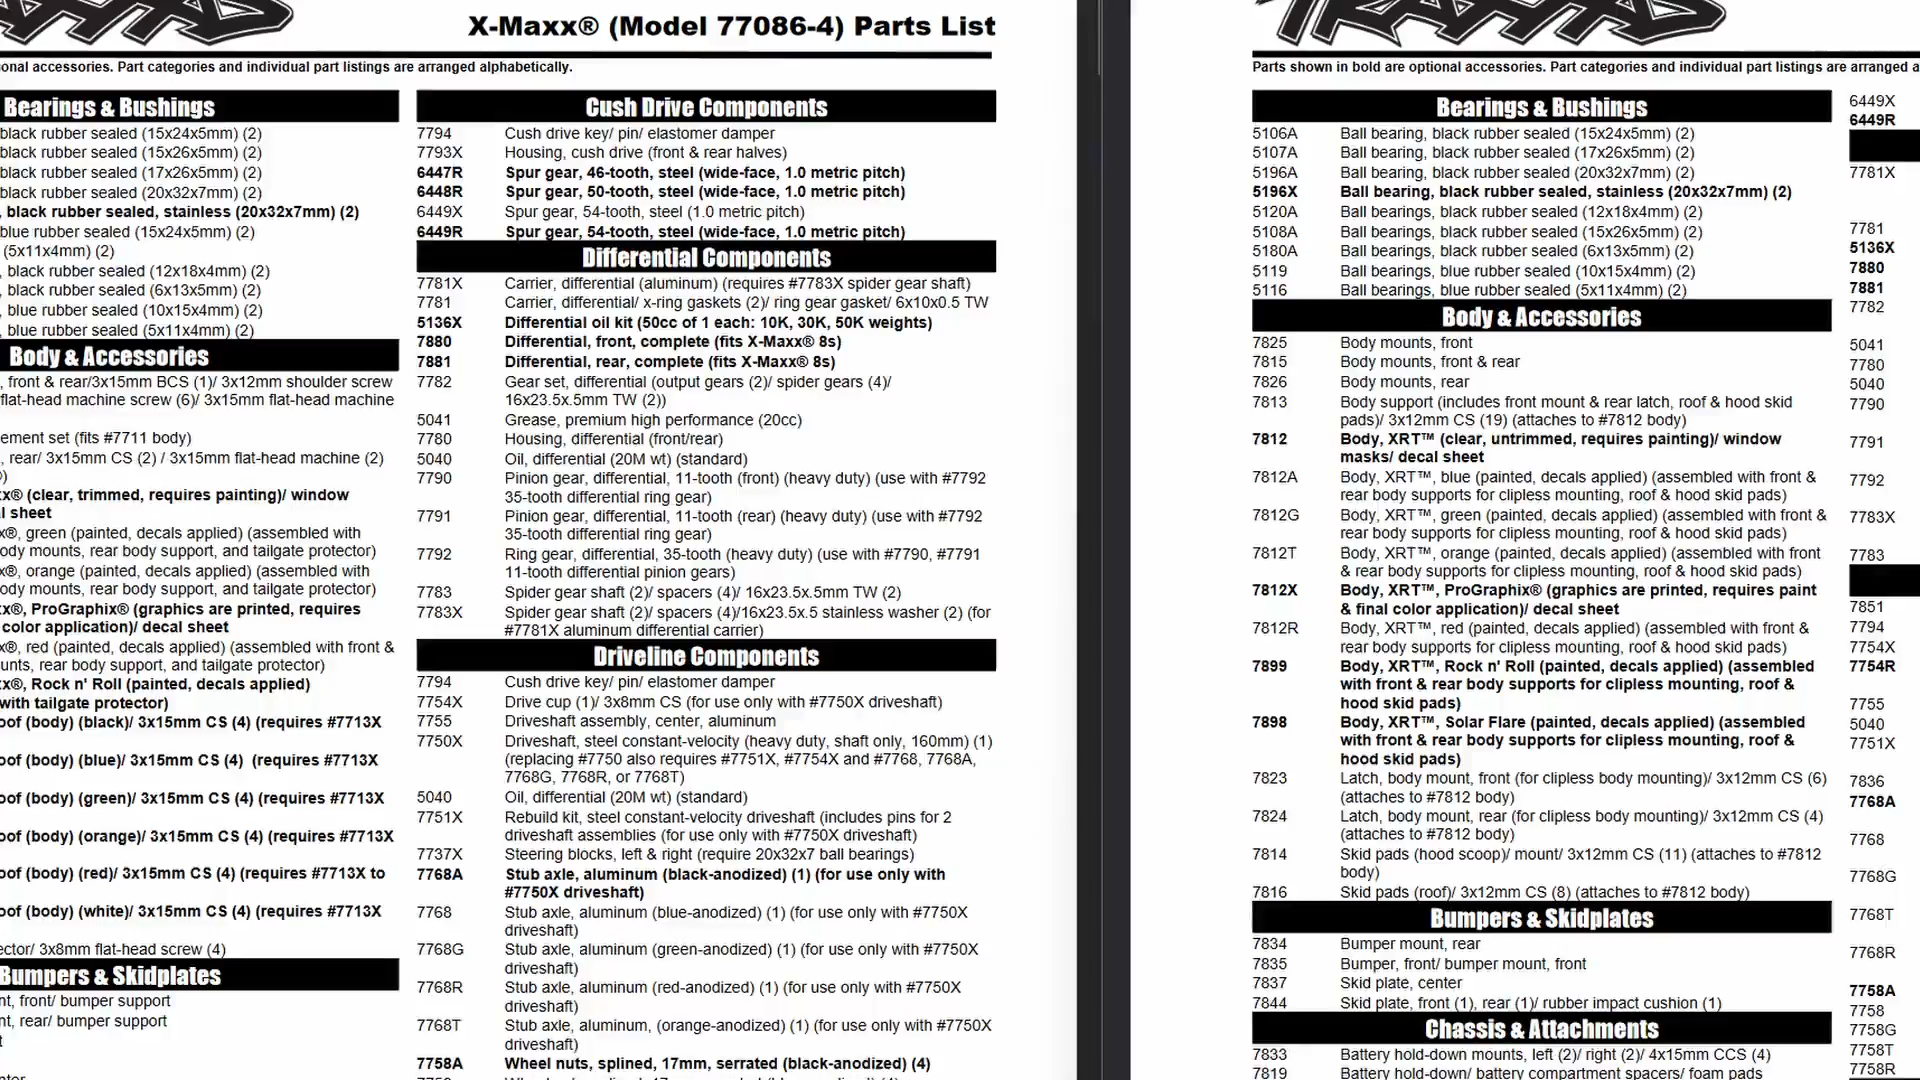 X-Maxx® (Model 77086-4) Parts List
onal accessories. Part categories and individual part listings are arranged alphabetically.
Bearings & Bushings
black rubber sealed (15x24x5mm) (2)
black rubber sealed (15x26x5mm) (2)
black rubber sealed (17x26x5mm) (2)
black rubber sealed (20x32x7mm) (2)
, black rubber sealed, stainless (20x32x7mm) (2)
blue rubber sealed (15x24x5mm) (2)
(5x11x4mm) (2)
, black rubber sealed (12x18x4mm) (2)
, black rubber sealed (6x13x5mm) (2)
, blue rubber sealed (10x15x4mm) (2)
, blue rubber sealed (5x11x4mm) (2)
Body & Accessories
, front & rear/3x15mm BCS (1)/ 3x12mm shoulder screw
flat-head machine screw (6)/ 3x15mm flat-head machine
ement set (fits #7711 body)
, rear/ 3x15mm CS (2) / 3x15mm flat-head machine (2)
)
x® (clear, trimmed, requires painting)/ window
l sheet
x®, green (painted, decals applied) (assembled with
ody mounts, rear body support, and tailgate protector)
x®, orange (painted, decals applied) (assembled with
ody mounts, rear body support, and tailgate protector)
x®, ProGraphix® (graphics are printed, requires
color application)/ decal sheet
x®, red (painted, decals applied) (assembled with front &
unts, rear body support, and tailgate protector)
x®, Rock n' Roll (painted, decals applied)
with tailgate protector)
oof (body) (black)/ 3x15mm CS (4) (requires #7713X
oof (body) (blue)/ 3x15mm CS (4) (requires #7713X
oof (body) (green)/ 3x15mm CS (4) (requires #7713X
oof (body) (orange)/ 3x15mm CS (4) (requires #7713X
oof (body) (red)/ 3x15mm CS (4) (requires #7713X to
oof (body) (white)/ 3x15mm CS (4) (requires #7713X
ector/ 3x8mm flat-head screw (4)
Bumpers & Skidplates
nt, front/ bumper support
nt, rear/ bumper support
t
Cush Drive Components
7794 Cush drive key/ pin/ elastomer damper
7793X Housing, cush drive (front & rear halves)
6447R Spur gear, 46-tooth, steel (wide-face, 1.0 metric pitch)
6448R Spur gear, 50-tooth, steel (wide-face, 1.0 metric pitch)
6449X Spur gear, 54-tooth, steel (1.0 metric pitch)
6449R Spur gear, 54-tooth, steel (wide-face, 1.0 metric pitch)
Differential Components
7781X Carrier, differential (aluminum) (requires #7783X spider gear shaft)
7781 Carrier, differential/ x-ring gaskets (2)/ ring gear gasket/ 6x10x0.5 TW
5136X Differential oil kit (50cc of 1 each: 10K, 30K, 50K weights)
7880 Differential, front, complete (fits X-Maxx® 8s)
7881 Differential, rear, complete (fits X-Maxx® 8s)
7782 Gear set, differential (output gears (2)/ spider gears (4)/
16x23.5x.5mm TW (2))
5041 Grease, premium high performance (20cc)
7780 Housing, differential (front/rear)
5040 Oil, differential (20M wt) (standard)
7790 Pinion gear, differential, 11-tooth (front) (heavy duty) (use with #7792
35-tooth differential ring gear)
7791 Pinion gear, differential, 11-tooth (rear) (heavy duty) (use with #7792
35-tooth differential ring gear)
7792 Ring gear, differential, 35-tooth (heavy duty) (use with #7790, #7791
11-tooth differential pinion gears)
7783 Spider gear shaft (2)/ spacers (4)/ 16x23.5x.5mm TW (2)
7783X Spider gear shaft (2)/ spacers (4)/16x23.5x.5 stainless washer (2) (for
#7781X aluminum differential carrier)
Driveline Components
7794 Cush drive key/ pin/ elastomer damper
7754X Drive cup (1)/ 3x8mm CS (for use only with #7750X driveshaft)
7755 Driveshaft assembly, center, aluminum
7750X Driveshaft, steel constant-velocity (heavy duty, shaft only, 160mm) (1)
(replacing #7750 also requires #7751X, #7754X and #7768, 7768A,
7768G, 7768R, or 7768T)
5040 Oil, differential (20M wt) (standard)
7751X Rebuild kit, steel constant-velocity driveshaft (includes pins for 2
driveshaft assemblies (for use only with #7750X driveshaft)
7737X Steering blocks, left & right (require 20x32x7 ball bearings)
7768A Stub axle, aluminum (black-anodized) (1) (for use only with
#7750X driveshaft)
7768 Stub axle, aluminum (blue-anodized) (1) (for use only with #7750X
driveshaft)
7768G Stub axle, aluminum (green-anodized) (1) (for use only with #7750X
driveshaft)
7768R Stub axle, aluminum (red-anodized) (1) (for use only with #7750X
driveshaft)
7768T Stub axle, aluminum, (orange-anodized) (1) (for use only with #7750X
driveshaft)
7758A Wheel nuts, splined, 17mm, serrated (black-anodized) (4)
TRAXXAS
Parts shown in bold are optional accessories. Part categories and individual part listings are arranged a
Bearings & Bushings
5106A Ball bearing, black rubber sealed (15x24x5mm) (2)
5107A Ball bearing, black rubber sealed (17x26x5mm) (2)
5196A Ball bearing, black rubber sealed (20x32x7mm) (2)
5196X Ball bearing, black rubber sealed, stainless (20x32x7mm) (2)
5120A Ball bearings, black rubber sealed (12x18x4mm) (2)
5108A Ball bearings, black rubber sealed (15x26x5mm) (2)
5180A Ball bearings, black rubber sealed (6x13x5mm) (2)
5119 Ball bearings, blue rubber sealed (10x15x4mm) (2)
5116 Ball bearings, blue rubber sealed (5x11x4mm) (2)
Body & Accessories
7825 Body mounts, front
7815 Body mounts, front & rear
7826 Body mounts, rear
7813 Body support (includes front mount & rear latch, roof & hood skid
pads)/ 3x12mm CS (19) (attaches to #7812 body)
7812 Body, XRT™ (clear, untrimmed, requires painting)/ window
masks/ decal sheet
7812A Body, XRT™, blue (painted, decals applied) (assembled with front &
rear body supports for clipless mounting, roof & hood skid pads)
7812G Body, XRT™, green (painted, decals applied) (assembled with front &
rear body supports for clipless mounting, roof & hood skid pads)
7812T Body, XRT™, orange (painted, decals applied) (assembled with front
& rear body supports for clipless mounting, roof & hood skid pads)
7812X Body, XRT™, ProGraphix® (graphics are printed, requires paint
& final color application)/ decal sheet
7812R Body, XRT™, red (painted, decals applied) (assembled with front &
rear body supports for clipless mounting, roof & hood skid pads)
7899 Body, XRT™, Rock n' Roll (painted, decals applied) (assembled
with front & rear body supports for clipless mounting, roof &
hood skid pads)
7898 Body, XRT™, Solar Flare (painted, decals applied) (assembled
with front & rear body supports for clipless mounting, roof &
hood skid pads)
7823 Latch, body mount, front (for clipless body mounting)/ 3x12mm CS (6)
(attaches to #7812 body)
7824 Latch, body mount, rear (for clipless body mounting)/ 3x12mm CS (4)
(attaches to #7812 body)
7814 Skid pads (hood scoop)/ mount/ 3x12mm CS (11) (attaches to #7812
body)
7816 Skid pads (roof)/ 3x12mm CS (8) (attaches to #7812 body)
Bumpers & Skidplates
7834 Bumper mount, rear
7835 Bumper, front/ bumper mount, front
7837 Skid plate, center
7844 Skid plate, front (1), rear (1)/ rubber impact cushion (1)
Chassis & Attachments
7833 Battery hold-down mounts, left (2)/ right (2)/ 4x15mm CCS (4)
7819 Battery hold-down/ battery compartment spacers/ foam pads
6449X
6449R
7781X
7781
5136X
7880
7881
7782
5041
7780
5040
7790
7791
7792
7783X
7783
7851
7794
7754X
7754R
7755
5040
7751X
7836
7768A
7768
7768G
7768T
7768R
7758A
7758
7758G
7758T
7758R